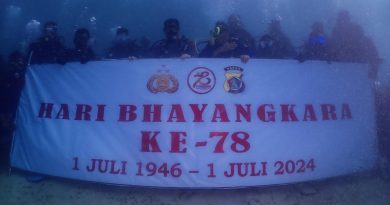 HARI BHAYANGKARA
KE-78
1 JULI 1946 – 1 JULI 2024